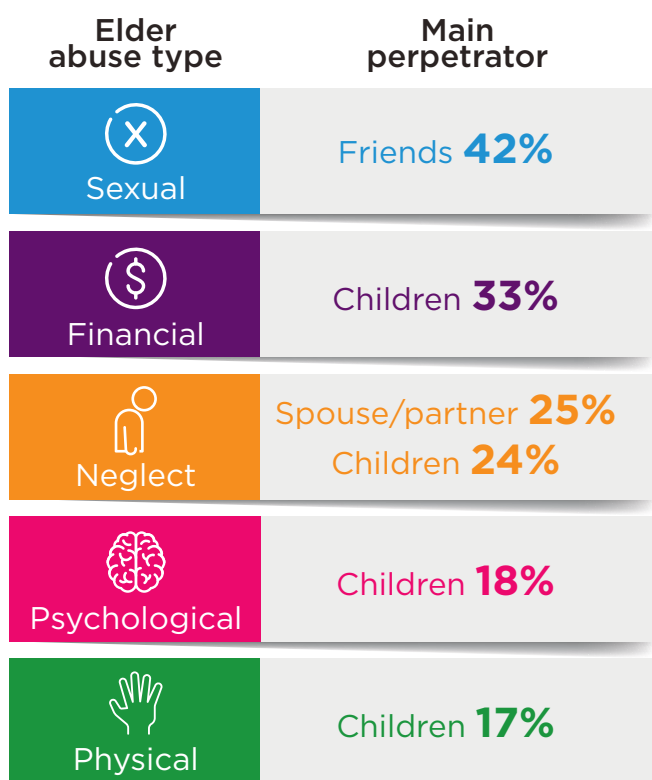 Elder
abuse type
Main
perpetrator
X
Sexual
Friends 42%
$
Financial
Children 33%
Neglect
Spouse/partner 25%
Children 24%
Psychological
Children 18%
Physical
Children 17%